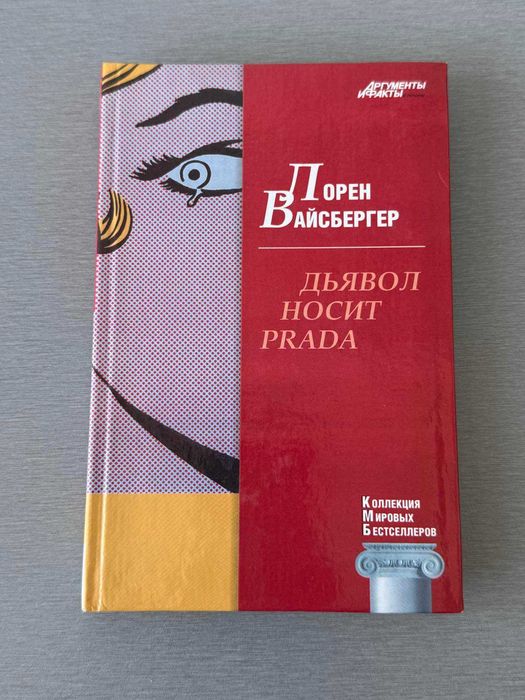 АРГУМЕНТЫ
И ФАКТЫ
ЛОРЕН
ВАЙСБЕРГЕР
ДЬЯВОЛ
НОСИТ
PRADA
КОЛЛЕКЦИЯ
МИРОВЫХ
БЕСТСЕЛЛЕРОВ